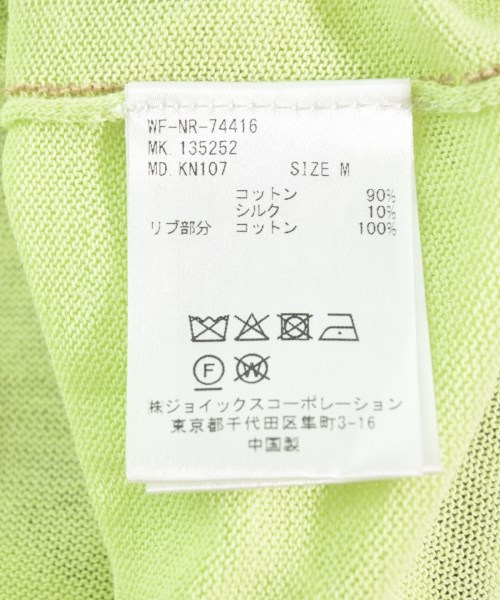 WF-NR-74416
MK.135252
MD.KN107 SIZE M
コットン 90%
シルク 10%
リブ部分 コットン 100%
F W
株ジョイックスコーポレーション
東京都千代田区隼町3-16
中国製